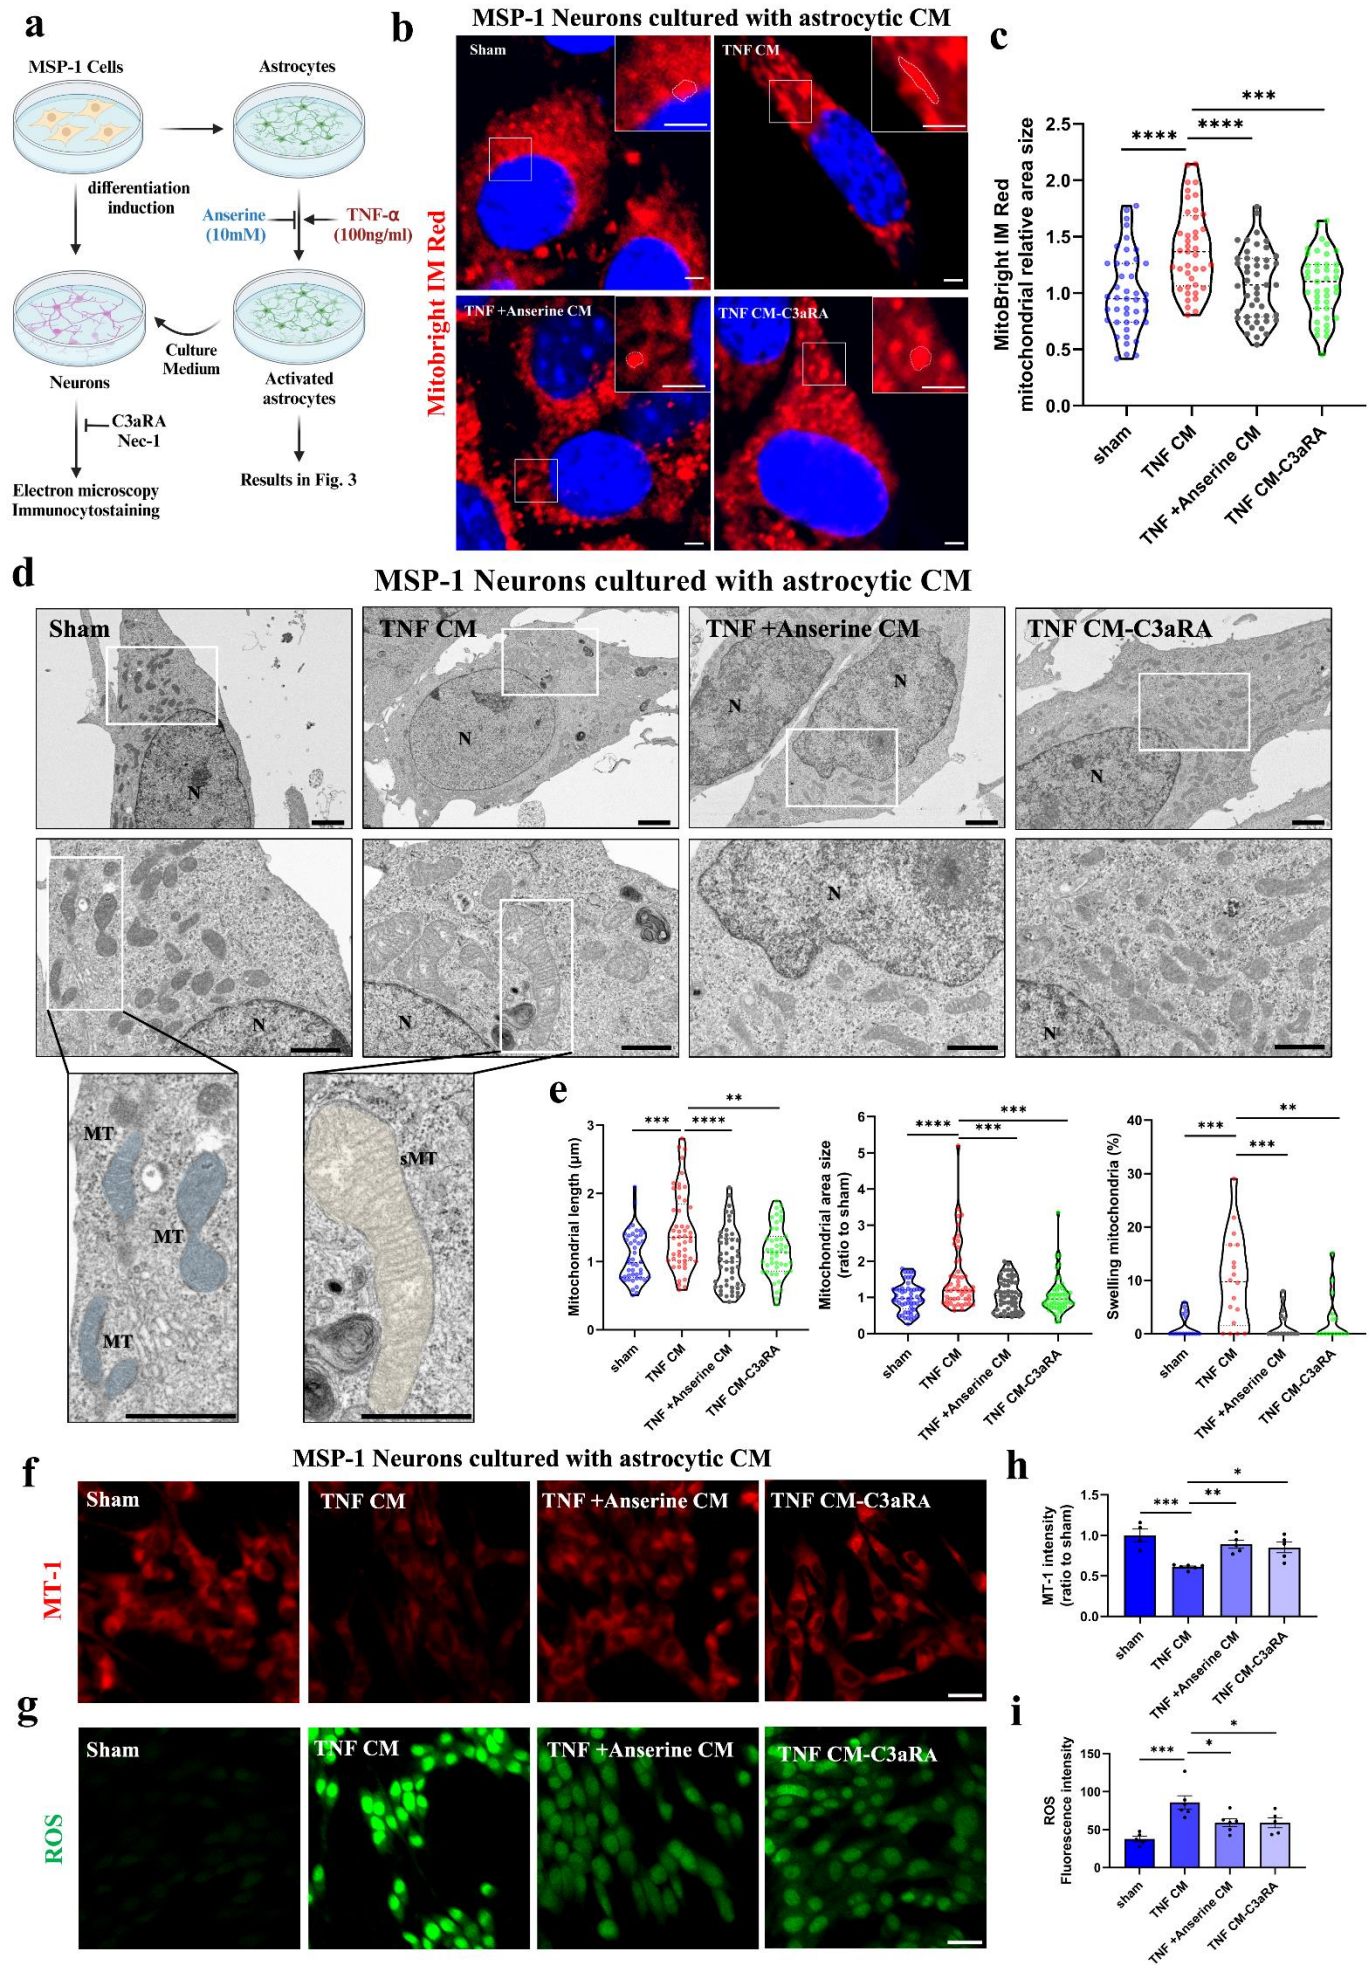 a
MSP-1 Cells
Astrocytes
differentiation
induction
Anserine
(10mM)
TNF-α
(100ng/ml)
Culture
Medium
Neurons
Activated
astrocytes
C3aRA
Nec-1
Electron microscopy
Immunocytostaining
Results in Fig. 3
b
MSP-1 Neurons cultured with astrocytic CM
Mitobright IM Red
Sham
TNF CM
TNF +Anserine CM
TNF CM-C3aRA
c
MitoBright IM Red
mitochondrial relative area size
2.5
2.0
1.5
1.0
0.5
0.0
****
****
***
sham
TNF CM
TNF +Anserine CM
TNF CM-C3aRA
d
MSP-1 Neurons cultured with astrocytic CM
Sham
TNF CM
TNF +Anserine CM
TNF CM-C3aRA
N
N
N
N
N
N
N
N
N
MT
MT
MT
sMT
e
Mitochondrial length (μm)
3
2
1
0
***
****
**
sham
TNF CM
TNF +Anserine CM
TNF CM-C3aRA
Mitochondrial area size
(ratio to sham)
6
5
4
3
2
1
0
****
***
***
sham
TNF CM
TNF +Anserine CM
TNF CM-C3aRA
Swelling mitochondria (%)
40
30
20
10
0
***
***
**
sham
TNF CM
TNF +Anserine CM
TNF CM-C3aRA
f
MSP-1 Neurons cultured with astrocytic CM
MT-1
Sham
TNF CM
TNF +Anserine CM
TNF CM-C3aRA
g
ROS
Sham
TNF CM
TNF +Anserine CM
TNF CM-C3aRA
h
MT-1 intensity
(ratio to sham)
1.5
1.0
0.5
0.0
***
**
*
sham
TNF CM
TNF +Anserine CM
TNF CM-C3aRA
i
ROS
Fluorescence intensity
150
100
50
0
***
*
*
sham
TNF CM
TNF +Anserine CM
TNF CM-C3aRA